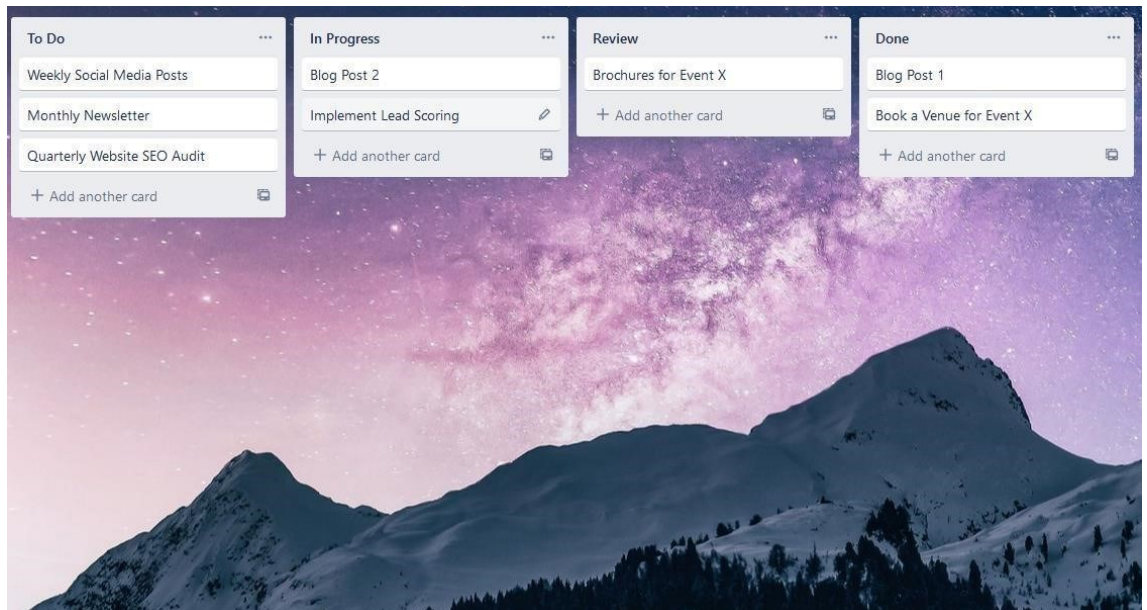 To Do
Weekly Social Media Posts
Monthly Newsletter
Quarterly Website SEO Audit
+ Add another card
In Progress
Blog Post 2
Implement Lead Scoring
+ Add another card
Review
Brochures for Event X
+ Add another card
Done
Blog Post 1
Book a Venue for Event X
+ Add another card